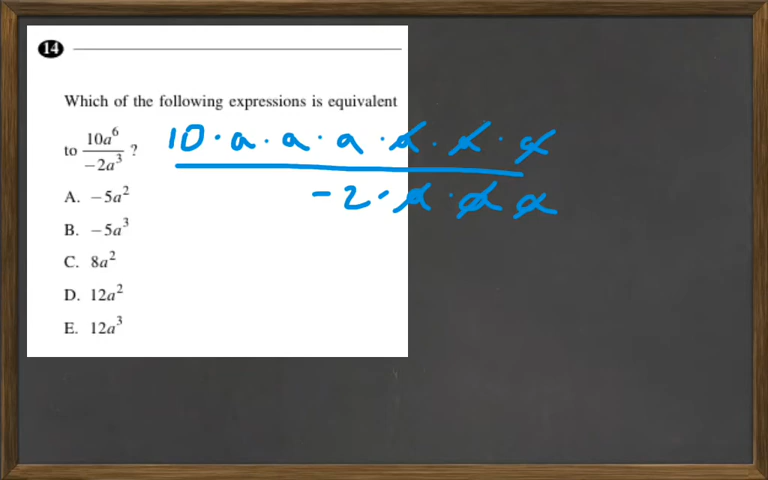 14
Which of the following expressions is equivalent
to 10a⁶/−2a³ ?
10 · a · a · a · a · a · a
−2 · a · a a
A. −5a²
B. −5a³
C. 8a²
D. 12a²
E. 12a³